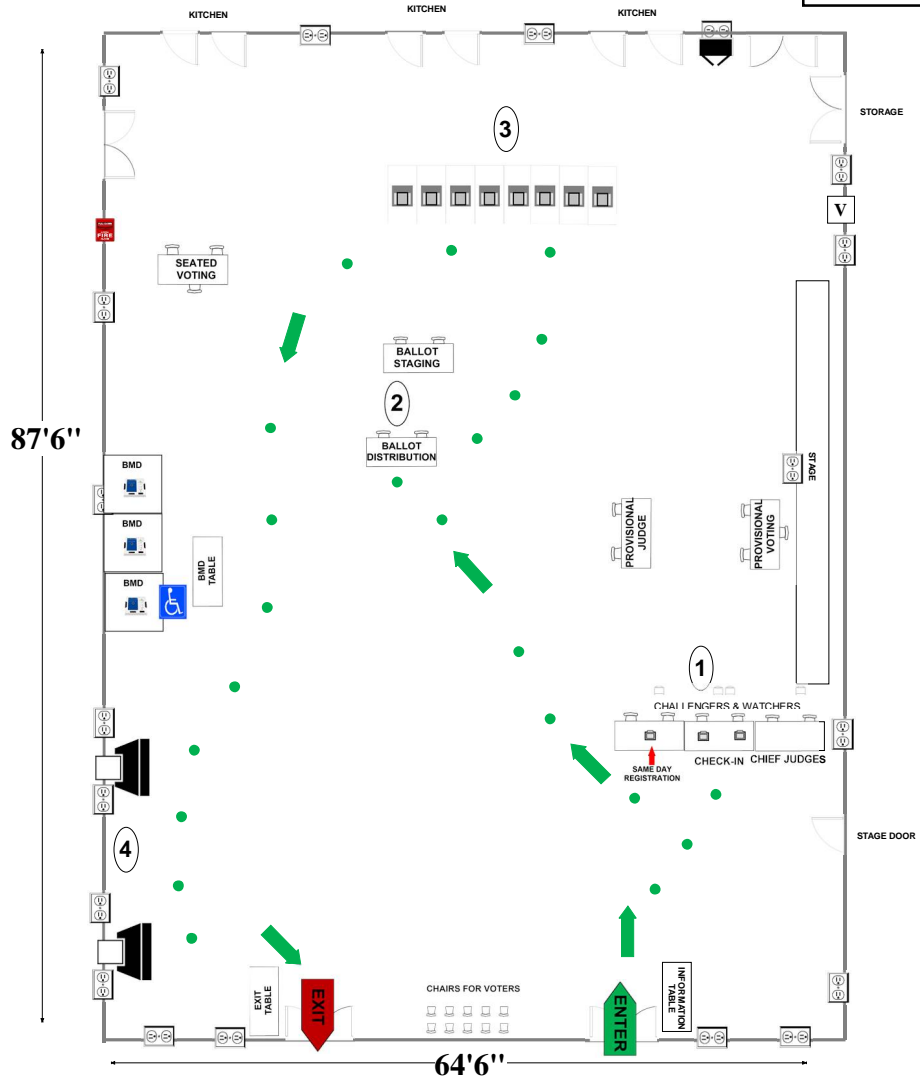 KITCHEN
KITCHEN
KITCHEN
STORAGE
3
V
SEATED
VOTING
BALLOT
STAGING
2
BALLOT
DISTRIBUTION
87'6"
BMD
BMD
BMD
BMD
TABLE
PROVISIONAL
JUDGE
PROVISIONAL
VOTING
STAGE
1
CHALLENGERS & WATCHERS
SAME DAY
REGISTRATION
CHECK-IN
CHIEF JUDGES
4
STAGE DOOR
EXIT
TABLE
EXIT
CHAIRS FOR VOTERS
ENTER
INFORMATION
TABLE
64'6"